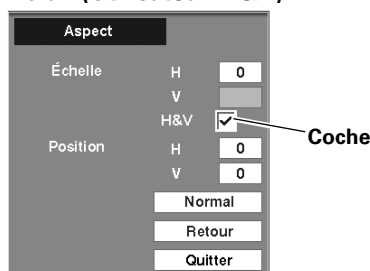 Aspect
Échelle H 0
V
H&V
Coche
Position H 0
V 0
Normal
Retour
Quitter